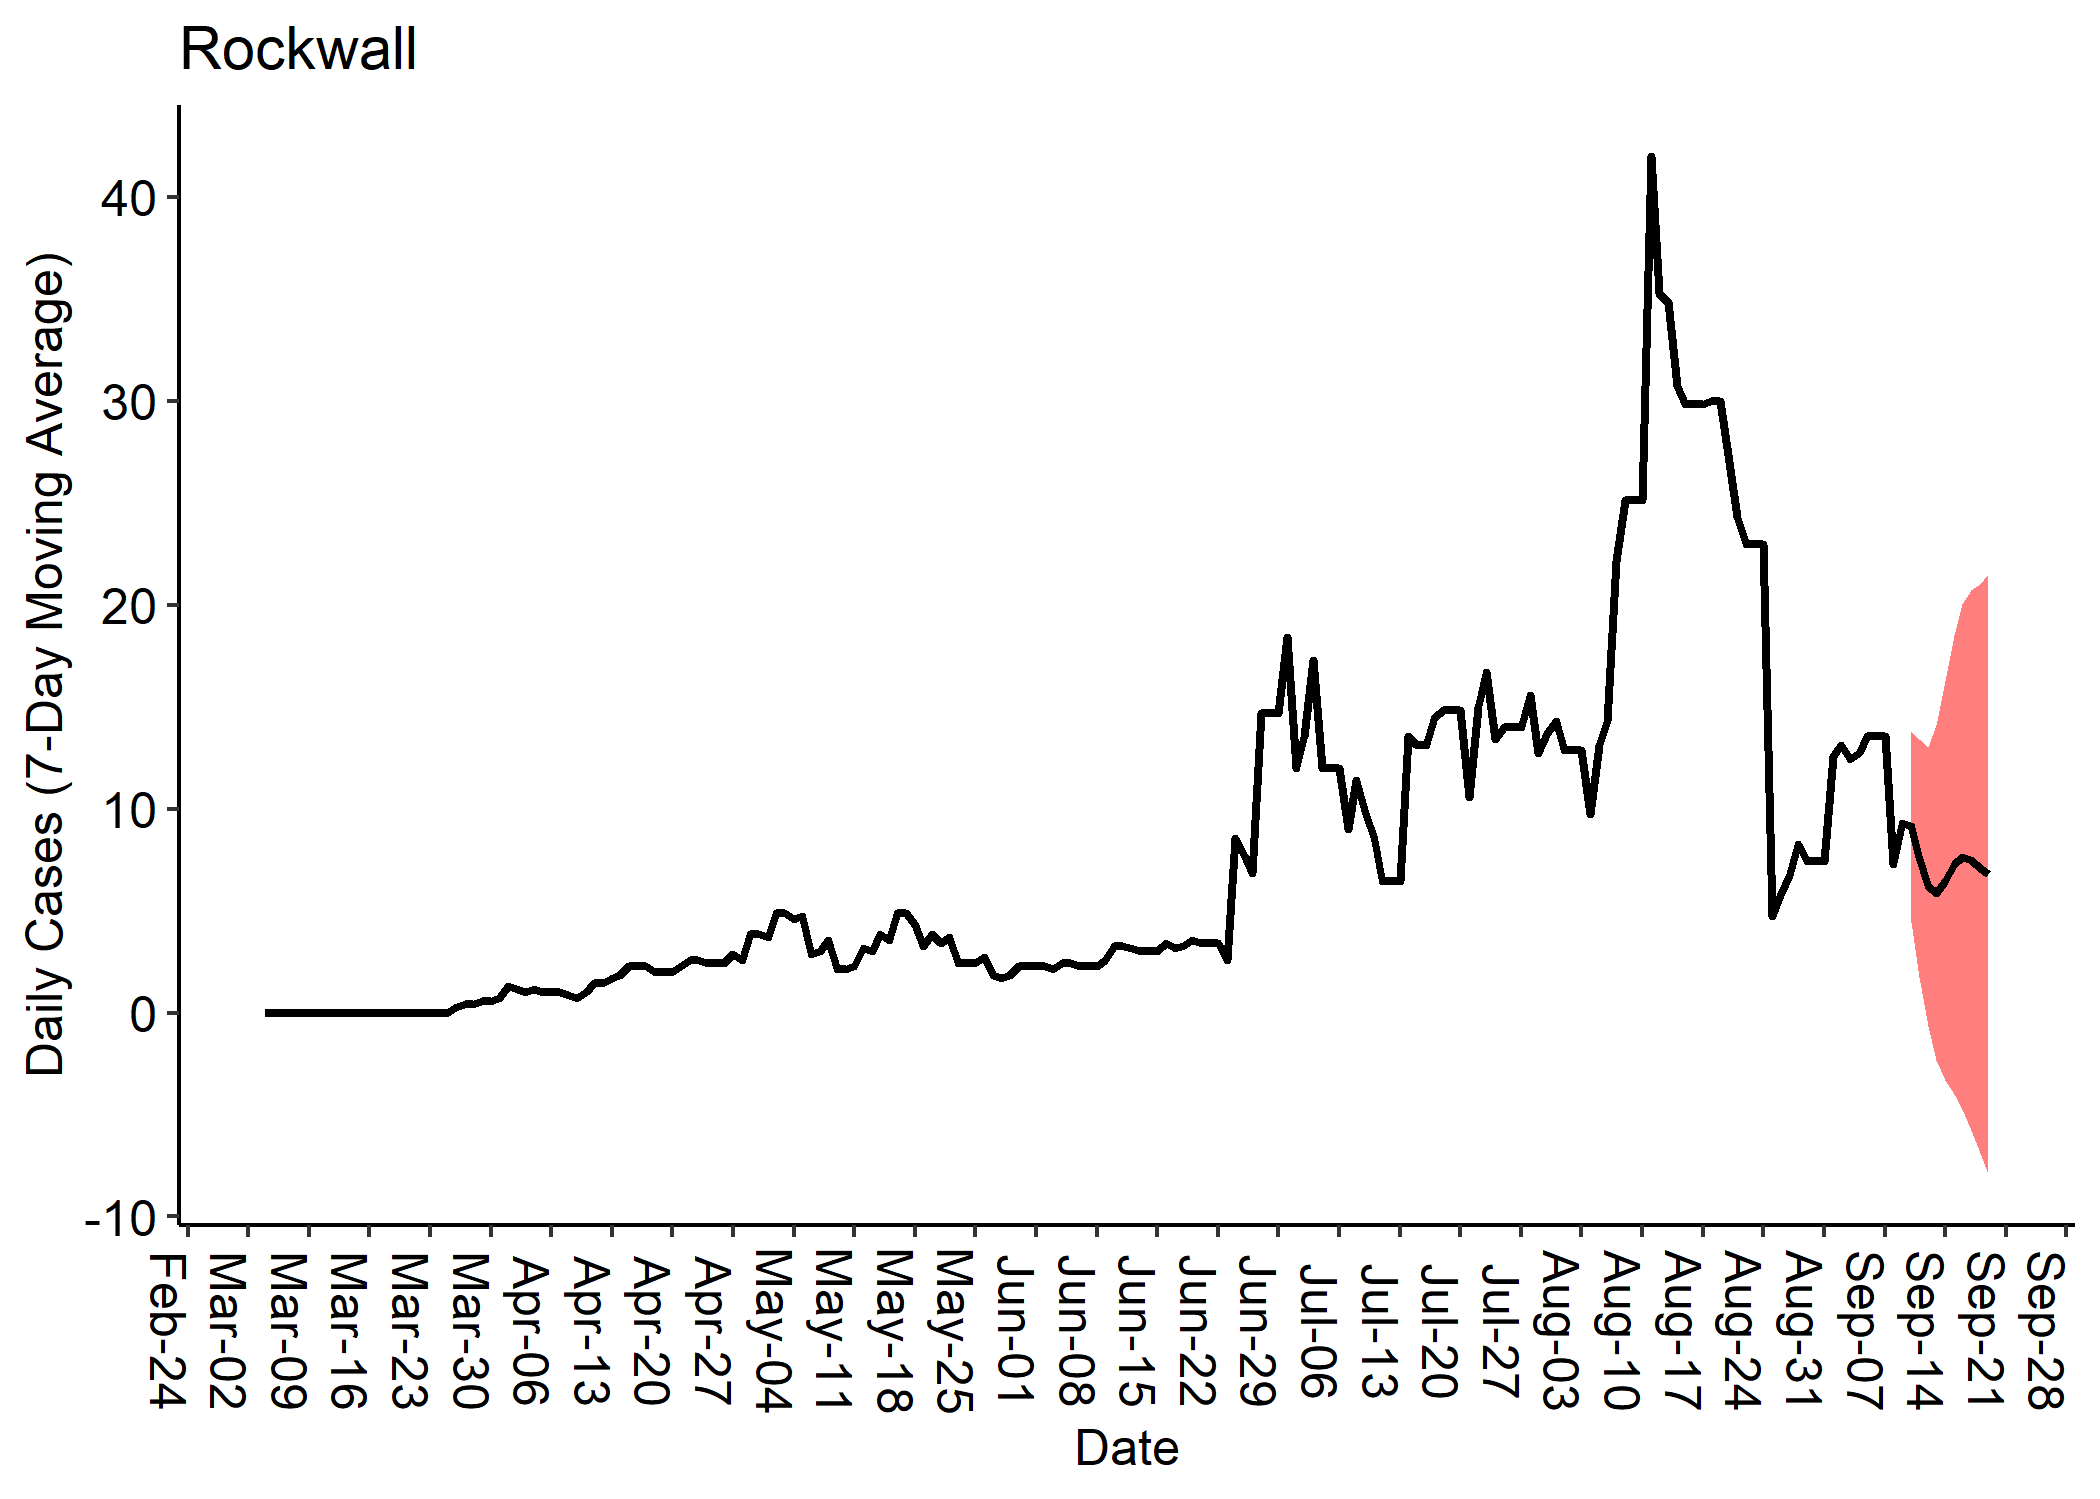 Rockwall
Daily Cases (7-Day Moving Average)
40
30
20
10
0
-10
Feb-24
Mar-02
Mar-09
Mar-16
Mar-23
Mar-30
Apr-06
Apr-13
Apr-20
Apr-27
May-04
May-11
May-18
May-25
Jun-01
Jun-08
Jun-15
Jun-22
Jun-29
Jul-06
Jul-13
Jul-20
Jul-27
Aug-03
Aug-10
Aug-17
Aug-24
Aug-31
Sep-07
Sep-14
Sep-21
Sep-28
Date